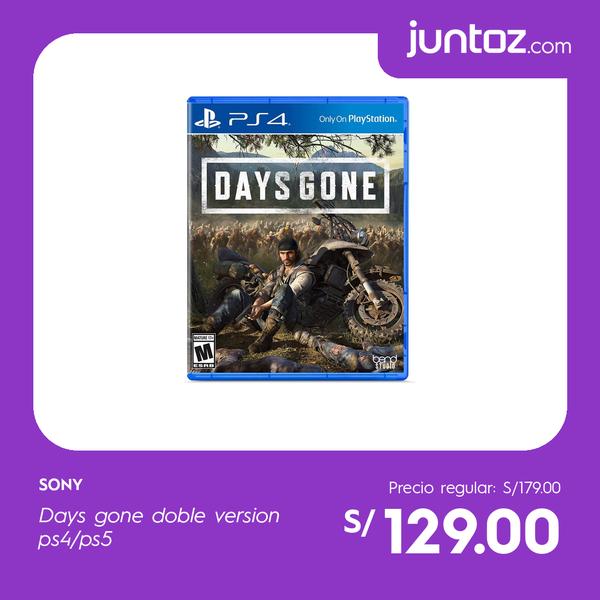 juntoz.com
PS4
Only On PlayStation.
DAYS GONE
MATURE 17+
M
ESRB
bend
STUDIO
SONY
Days gone doble version
ps4/ps5
Precio regular: S/179.00
S/129.00